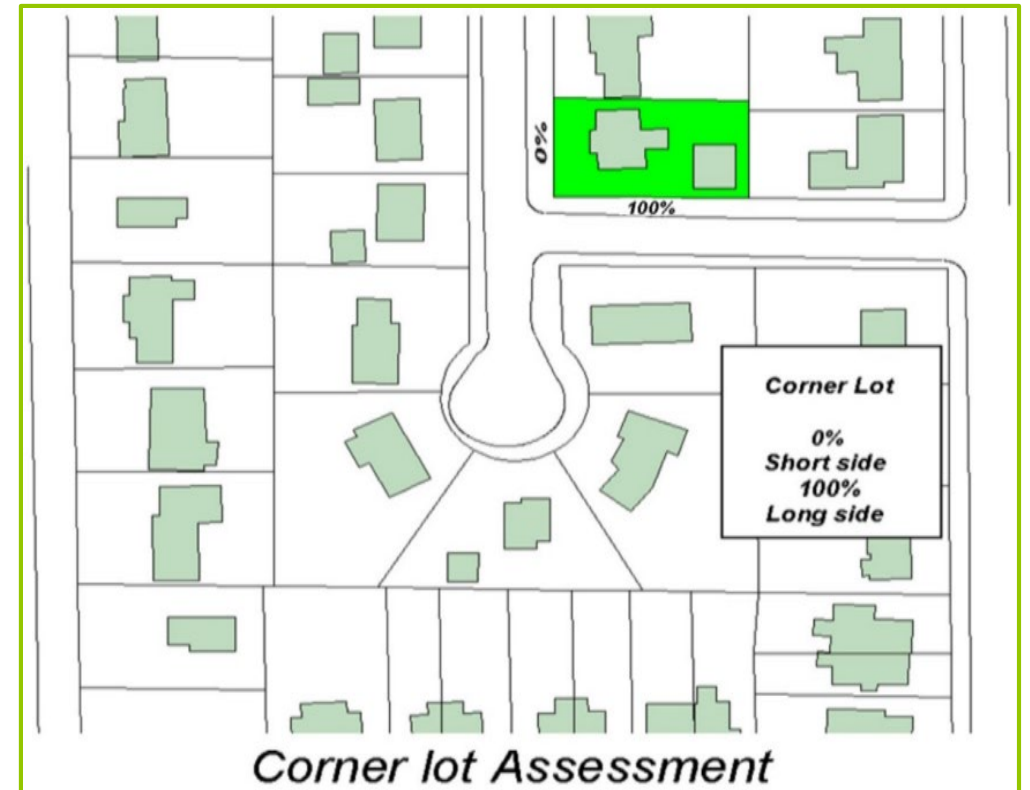 0%
100%
Corner Lot
0%
Short side
100%
Long side
Corner lot Assessment